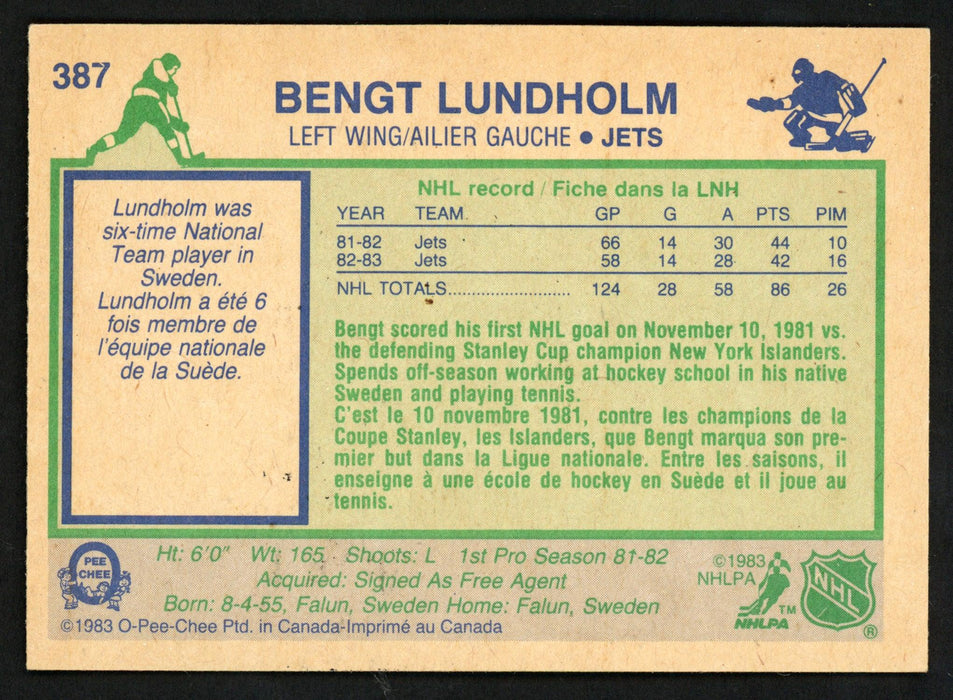 387
BENGT LUNDHOLM
LEFT WING/AILIER GAUCHE ● JETS
Lundholm was
six-time National
Team player in
Sweden.
Lundholm a été 6
fois membre de
l'équipe nationale
de la Suède.
NHL record / Fiche dans la LNH
YEAR TEAM GP G A PTS PIM
81-82 Jets 66 14 30 44 10
82-83 Jets 58 14 28 42 16
NHL TOTALS.......................... 124 28 58 86 26
Bengt scored his first NHL goal on November 10, 1981 vs.
the defending Stanley Cup champion New York Islanders.
Spends off-season working at hockey school in his native
Sweden and playing tennis.
C'est le 10 novembre 1981, contre les champions de la
Coupe Stanley, les Islanders, que Bengt marqua son pre-
mier but dans la Ligue nationale. Entre les saisons, il
enseigne à une école de hockey en Suède et il joue au
tennis.
PEE
CHEE
Ht: 6'0" Wt: 165 Shoots: L 1st Pro Season 81-82
Acquired: Signed As Free Agent
Born: 8-4-55, Falun, Sweden Home: Falun, Sweden
©1983 O-Pee-Chee Ptd. in Canada-Imprimé au Canada
©1983
NHLPA
TM
NHLPA
NHL
®